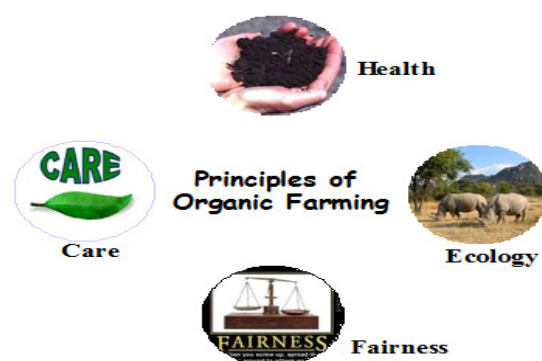 Health
CARE
Principles of
Organic Farming
Care
Ecology
FAIRNESS
Fairness